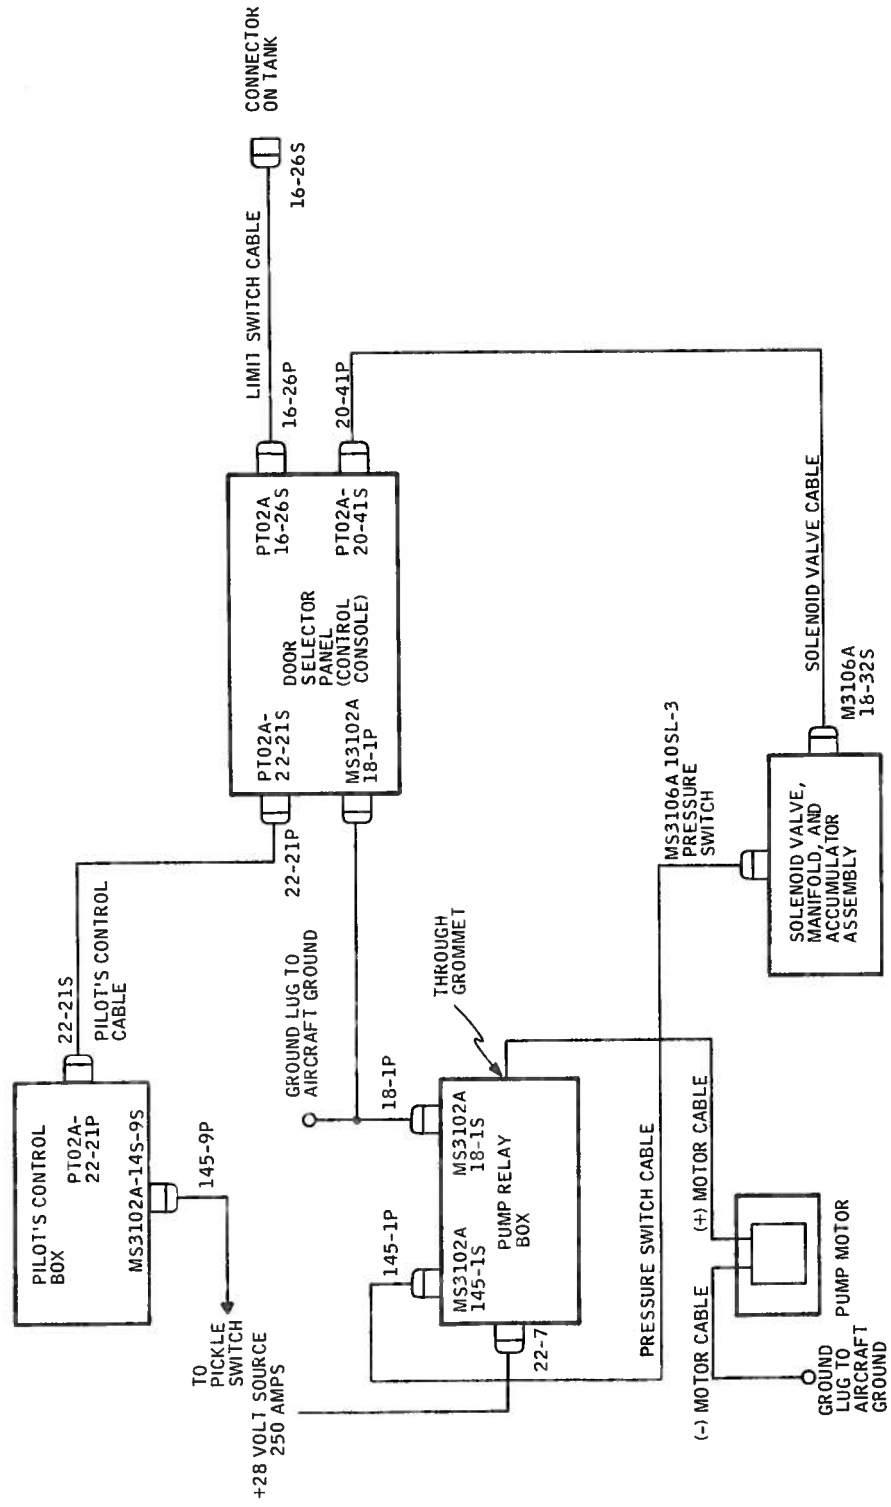 PILOT'S CONTROL
BOX
PT02A-
22-21P
MS3102A-14S-9S
145-9P
TO
PICKLE
SWITCH
+28 VOLT SOURCE
250 AMPS
22-21S
PILOT'S CONTROL
CABLE
22-21P
PT02A-
22-21S
MS3102A
18-1P
DOOR
SELECTOR
PANEL
(CONTROL
CONSOLE)
PT02A
16-26S
PT02A-
20-41S
16-26P
20-41P
LIMIT SWITCH CABLE
16-26S
CONNECTOR
ON TANK
GROUND LUG TO
AIRCRAFT GROUND
18-1P
145-1P
MS3102A
145-1S
MS3102A
18-1S
PUMP RELAY
BOX
22-7
THROUGH
GROMMET
PRESSURE SWITCH CABLE
MS3106A 10SL-3
PRESSURE
SWITCH
SOLENOID VALVE CABLE
M3106A
18-32S
SOLENOID VALVE,
MANIFOLD, AND
ACCUMULATOR
ASSEMBLY
(-) MOTOR CABLE
(+) MOTOR CABLE
PUMP MOTOR
GROUND
LUG TO
AIRCRAFT
GROUND